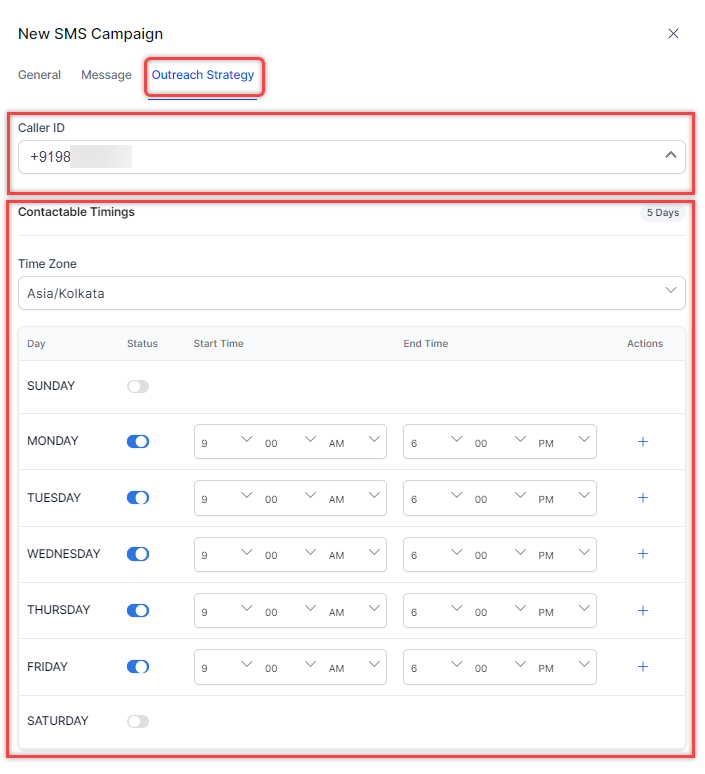 New SMS Campaign
General Message Outreach Strategy
Caller ID
+9198
Contactable Timings 5 Days
Time Zone
Asia/Kolkata
Day Status Start Time End Time Actions
SUNDAY
MONDAY 9 00 AM 6 00 PM +
TUESDAY 9 00 AM 6 00 PM +
WEDNESDAY 9 00 AM 6 00 PM +
THURSDAY 9 00 AM 6 00 PM +
FRIDAY 9 00 AM 6 00 PM +
SATURDAY